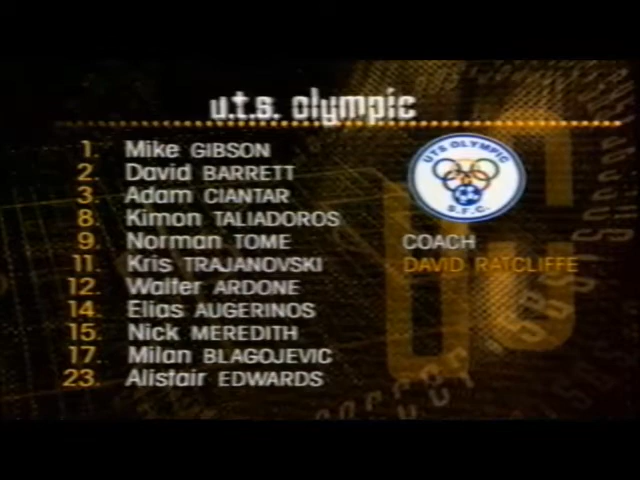 u.t.s. olympic
1. Mike GIBSON
2. David BARRETT
3. Adam CIANTAR
8. Kimon TALIADOROS
9. Norman TOME
11. Kris TRAJANOVSKI
12. Walter ARDONE
14. Elias AUGERINOS
15. Nick MEREDITH
17. Milan BLAGOJEVIC
23. Alistair EDWARDS
UTS OLYMPIC
S.F.C.
COACH
DAVID RATCLIFFE